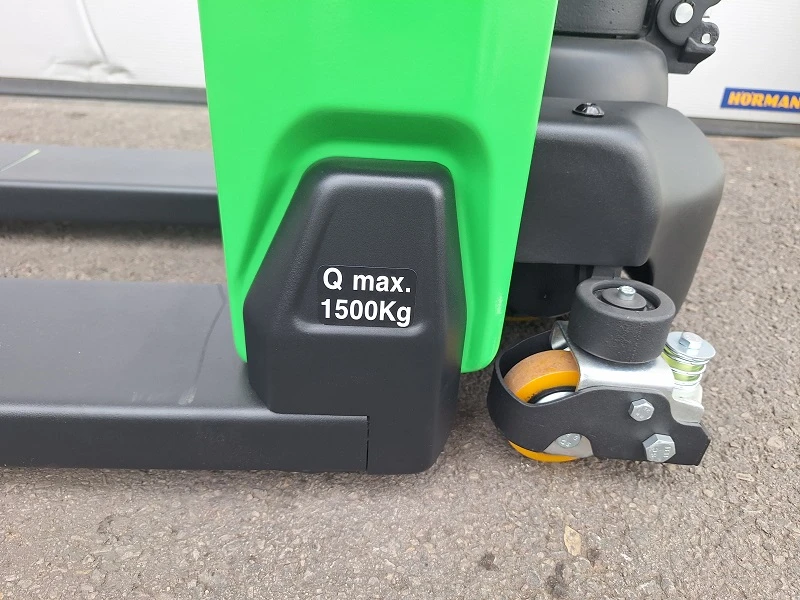 HÖRMAN
Q max.
1500Kg